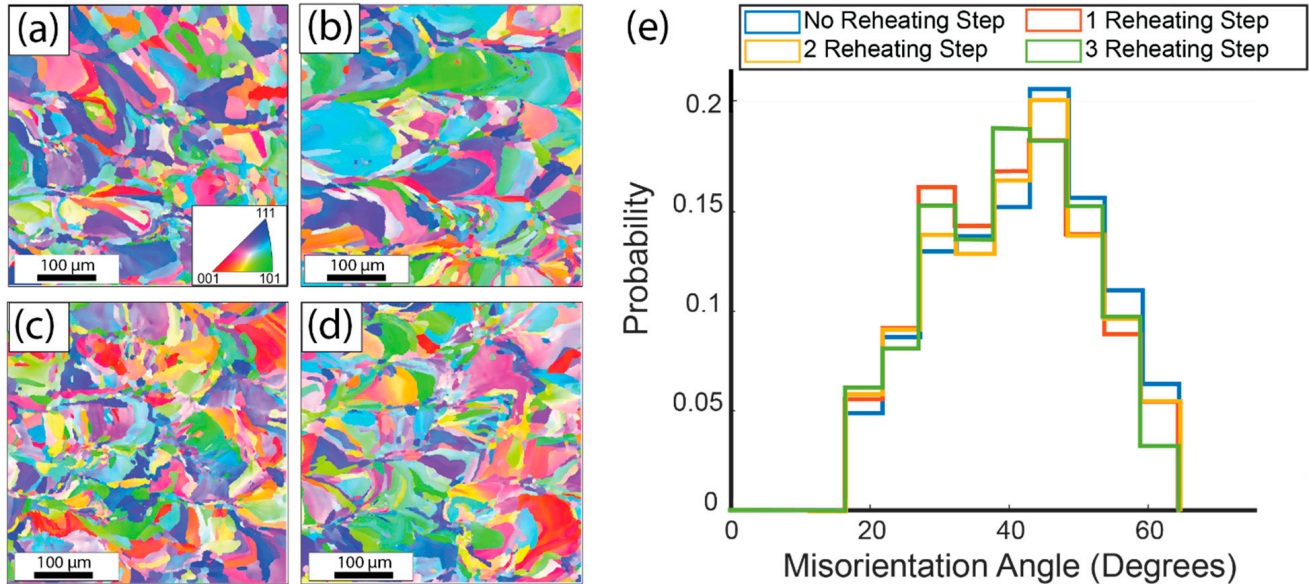 (a)
111
001
101
100 µm
(b)
100 µm
(c)
100 µm
(d)
100 µm
(e)
No Reheating Step
1 Reheating Step
2 Reheating Step
3 Reheating Step
0.2
0.15
0.1
0.05
0
Probability
0
20
40
60
Misorientation Angle (Degrees)